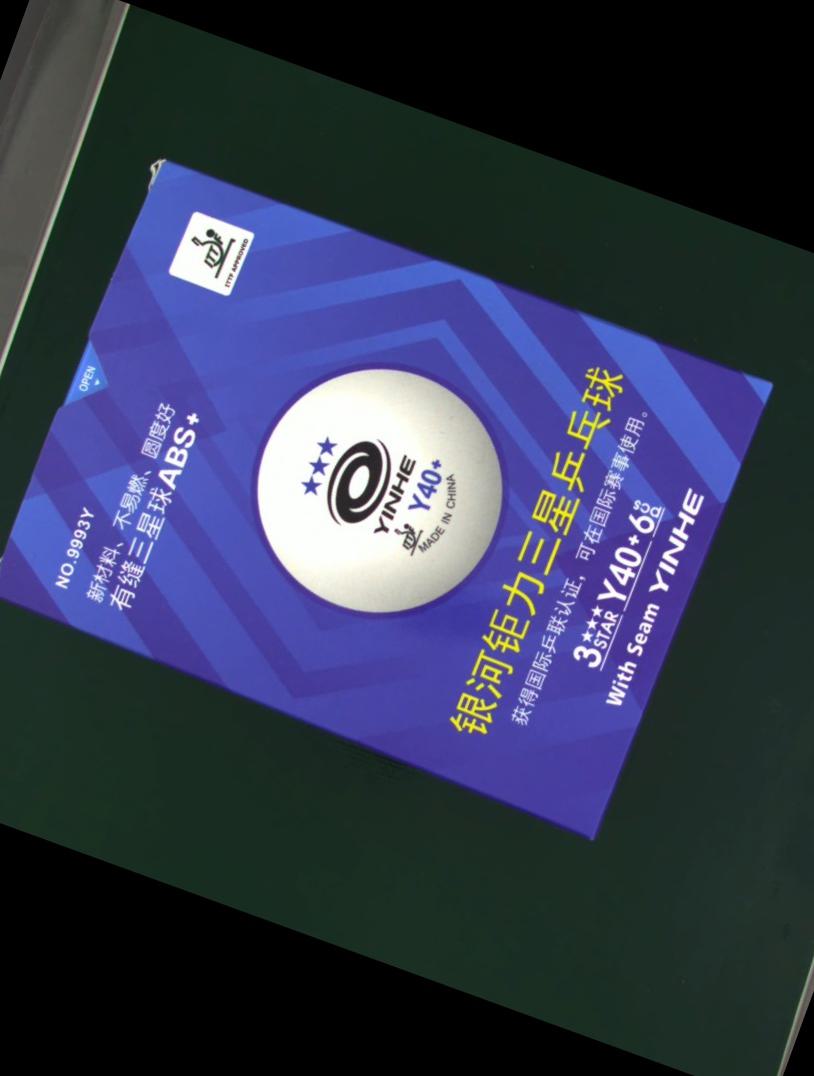 NO.9993Y
新材料、不易燃、圆度好
有缝三星球ABS+
OPEN
ITTF APPROVED
YINHE
Y40+
MADE IN CHINA
银河钜力三星乒乓球
获得国际乒联认证，可在国际赛事使用。
3 STAR Y40+ 6
With Seam YINHE